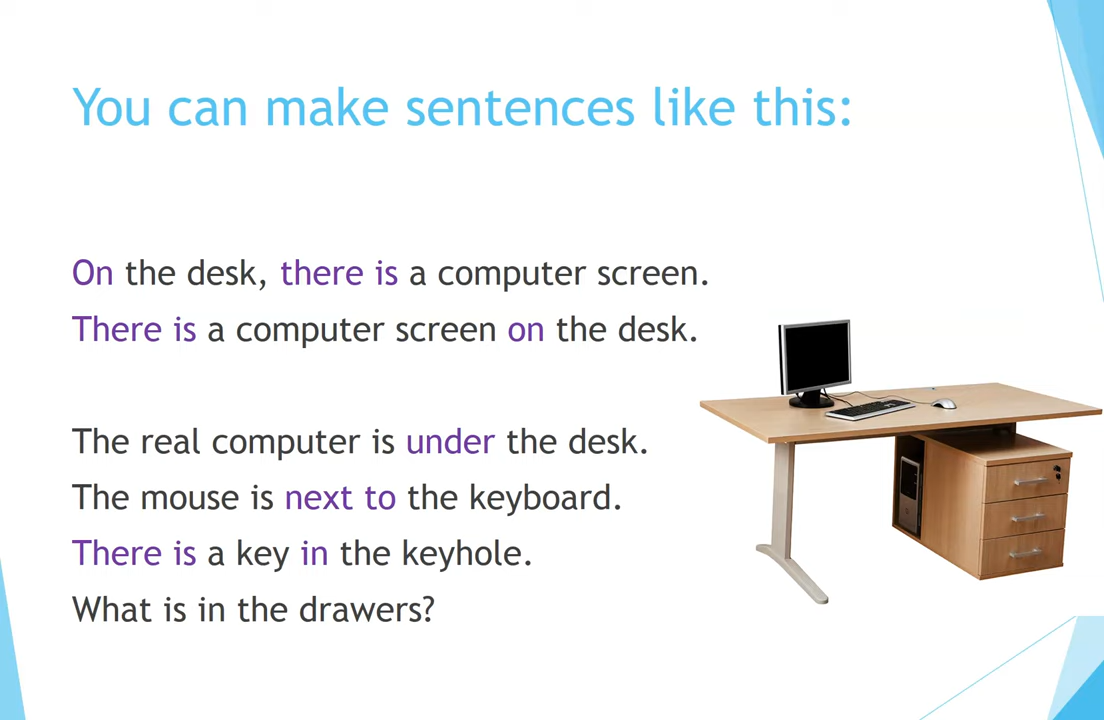 You can make sentences like this:
On the desk, there is a computer screen.
There is a computer screen on the desk.
The real computer is under the desk.
The mouse is next to the keyboard.
There is a key in the keyhole.
What is in the drawers?